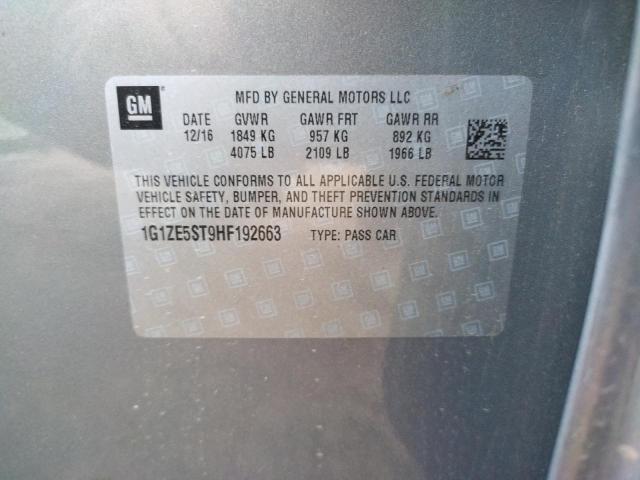 GM MFD BY GENERAL MOTORS LLC
DATE GVWR GAWR FRT GAWR RR
12/16 1849 KG 957 KG 892 KG
4075 LB 2109 LB 1966 LB
THIS VEHICLE CONFORMS TO ALL APPLICABLE U.S. FEDERAL MOTOR
VEHICLE SAFETY, BUMPER, AND THEFT PREVENTION STANDARDS IN
EFFECT ON THE DATE OF MANUFACTURE SHOWN ABOVE.
1G1ZE5ST9HF192663 TYPE: PASS CAR